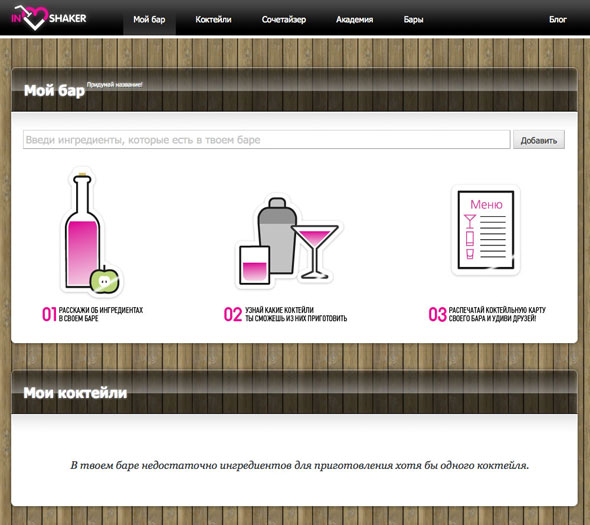 INSHAKER
Мой бар Коктейли Сочетайзер Академия Бары Блог
Мой бар Придумай название!
Введи ингредиенты, которые есть в твоем баре Добавить
Меню
01 РАССКАЖИ ОБ ИНГРЕДИЕНТАХ
В СВОЕМ БАРЕ
02 УЗНАЙ КАКИЕ КОКТЕЙЛИ
ТЫ СМОЖЕШЬ ИЗ НИХ ПРИГОТОВИТЬ
03 РАСПЕЧАТАЙ КОКТЕЙЛЬНУЮ КАРТУ
СВОЕГО БАРА И УДИВИ ДРУЗЕЙ!
Мои коктейли
В твоем баре недостаточно ингредиентов для приготовления хотя бы одного коктейля.